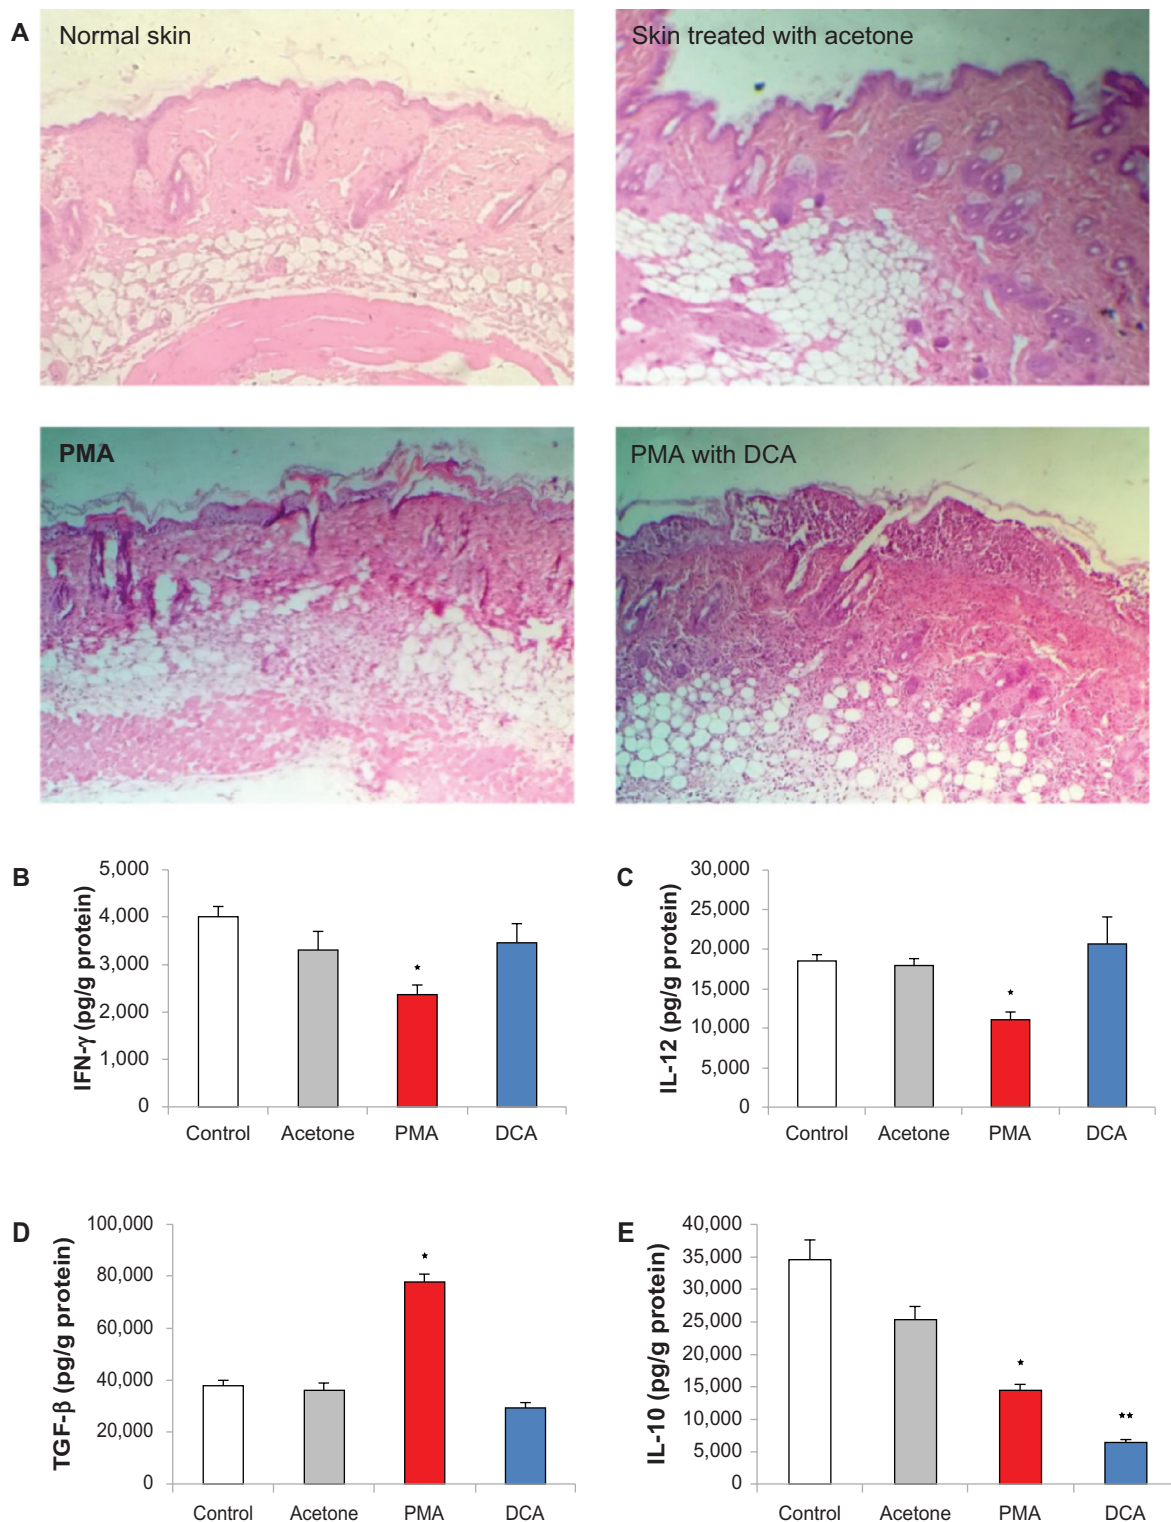 A
Normal skin
Skin treated with acetone
PMA
PMA with DCA
B
IFN-γ (pg/g protein)
5,000
4,000
3,000
2,000
1,000
0
*
Control Acetone PMA DCA
C
IL-12 (pg/g protein)
30,000
25,000
20,000
15,000
10,000
5,000
0
*
Control Acetone PMA DCA
D
TGF-β (pg/g protein)
100,000
80,000
60,000
40,000
20,000
0
*
Control Acetone PMA DCA
E
IL-10 (pg/g protein)
40,000
35,000
30,000
25,000
20,000
15,000
10,000
5,000
0
*
**
Control Acetone PMA DCA